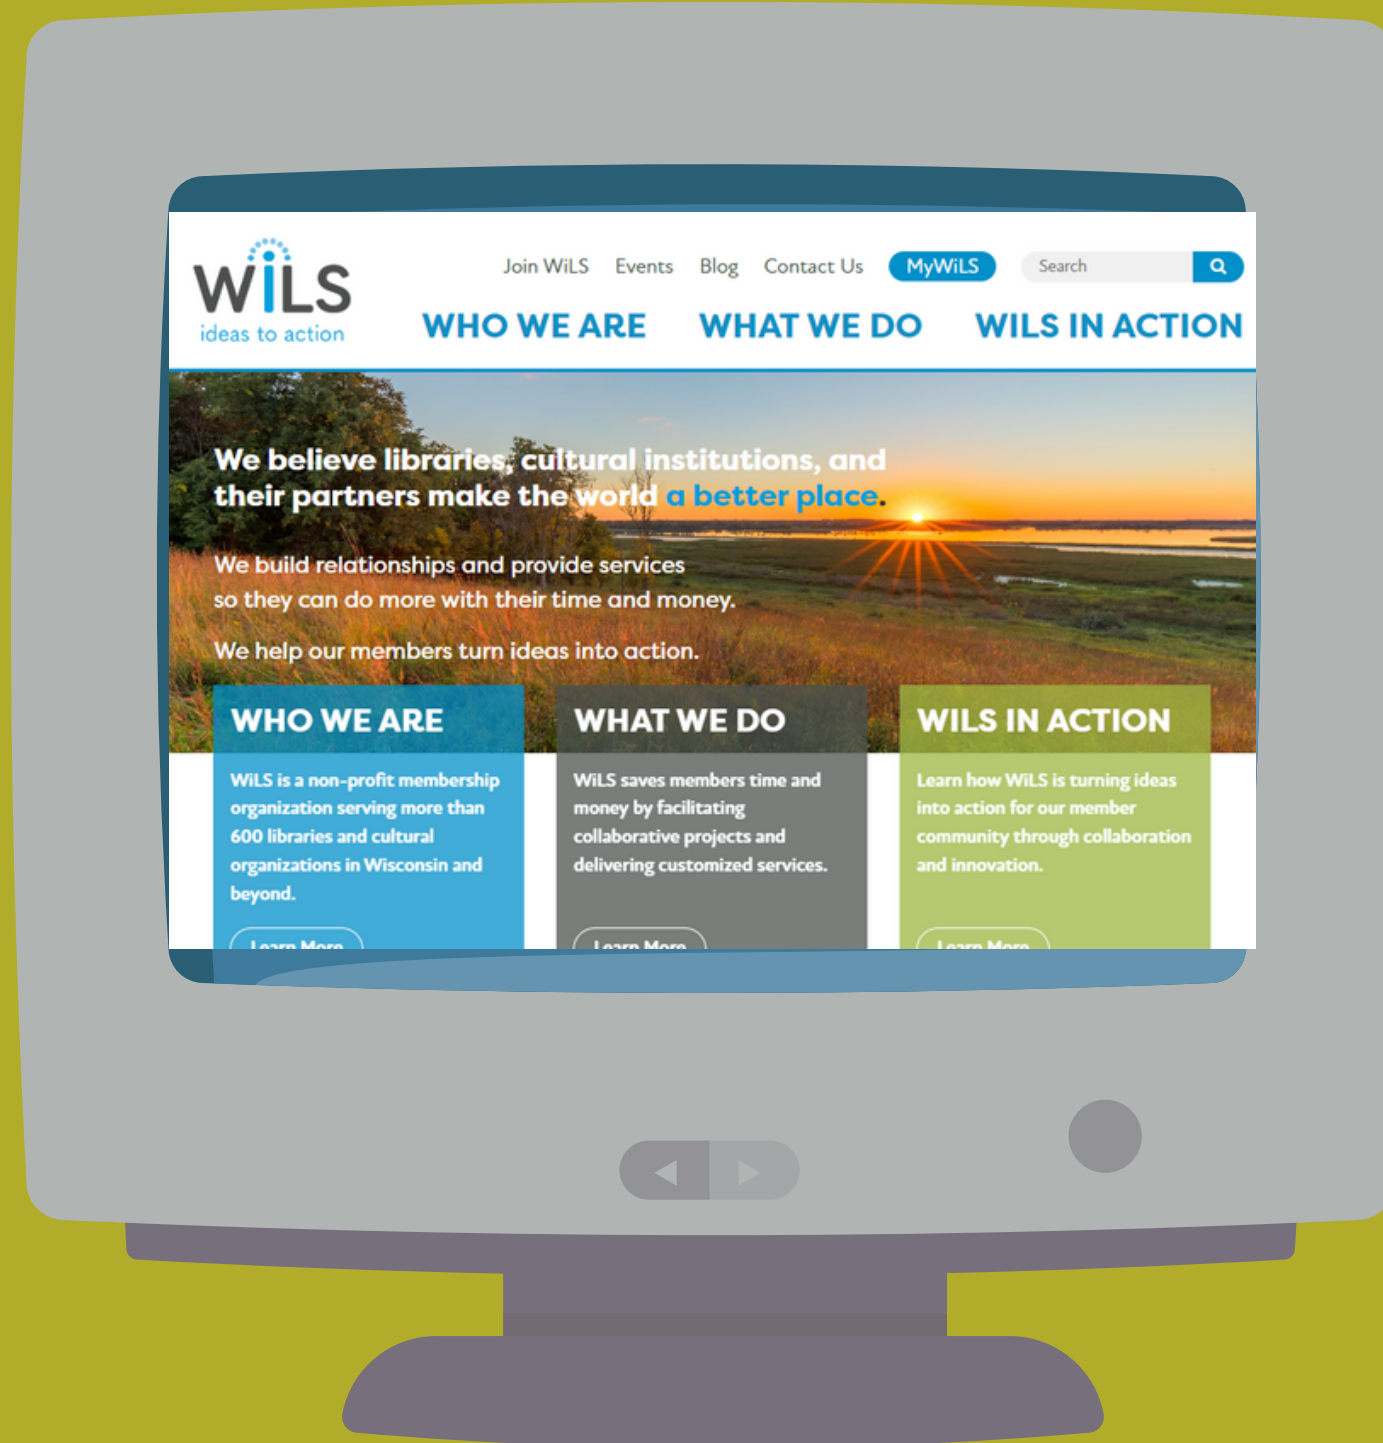 WiLS
ideas to action
Join WiLS Events Blog Contact Us MyWiLS Search
WHO WE ARE WHAT WE DO WILS IN ACTION
We believe libraries, cultural institutions, and
their partners make the world a better place.
We build relationships and provide services
so they can do more with their time and money.
We help our members turn ideas into action.
WHO WE ARE
WiLS is a non-profit membership
organization serving more than
600 libraries and cultural
organizations in Wisconsin and
beyond.
Learn More
WHAT WE DO
WiLS saves members time and
money by facilitating
collaborative projects and
delivering customized services.
Learn More
WILS IN ACTION
Learn how WiLS is turning ideas
into action for our member
community through collaboration
and innovation.
Learn More